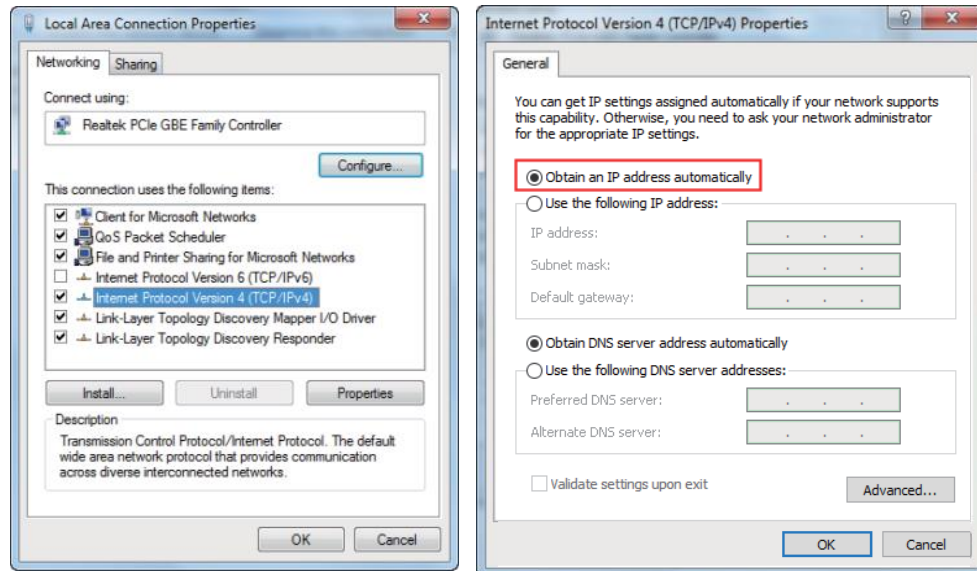 Local Area Connection Properties
Networking
Sharing
Connect using:
Realtek PCIe GBE Family Controller
Configure...
This connection uses the following items:
Client for Microsoft Networks
QoS Packet Scheduler
File and Printer Sharing for Microsoft Networks
Internet Protocol Version 6 (TCP/IPv6)
Internet Protocol Version 4 (TCP/IPv4)
Link-Layer Topology Discovery Mapper I/O Driver
Link-Layer Topology Discovery Responder
Install...
Uninstall
Properties
Description
Transmission Control Protocol/Internet Protocol. The default
wide area network protocol that provides communication
across diverse interconnected networks.
OK
Cancel
Internet Protocol Version 4 (TCP/IPv4) Properties
General
You can get IP settings assigned automatically if your network supports
this capability. Otherwise, you need to ask your network administrator
for the appropriate IP settings.
Obtain an IP address automatically
Use the following IP address:
IP address:
Subnet mask:
Default gateway:
Obtain DNS server address automatically
Use the following DNS server addresses:
Preferred DNS server:
Alternate DNS server:
Validate settings upon exit
Advanced...
OK
Cancel